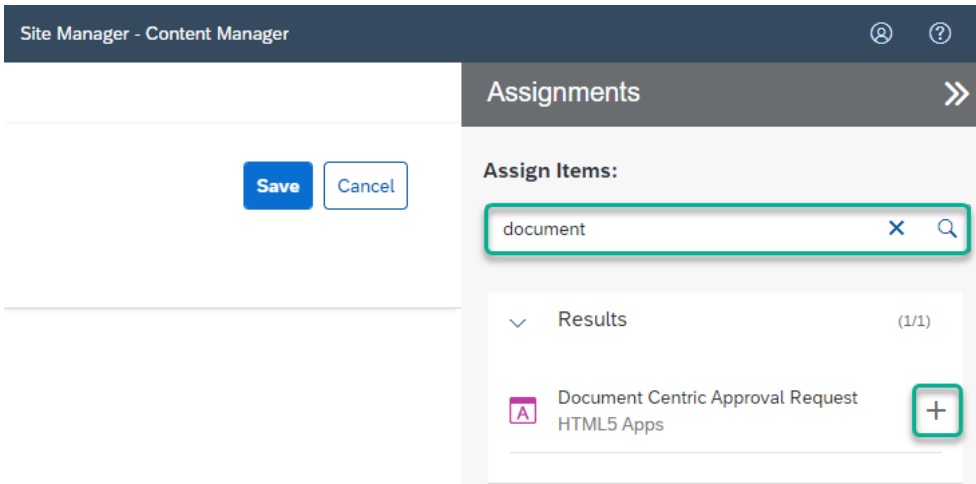 Site Manager - Content Manager
Assignments
Save
Cancel
Assign Items:
document
Results
(1/1)
A
Document Centric Approval Request
HTML5 Apps